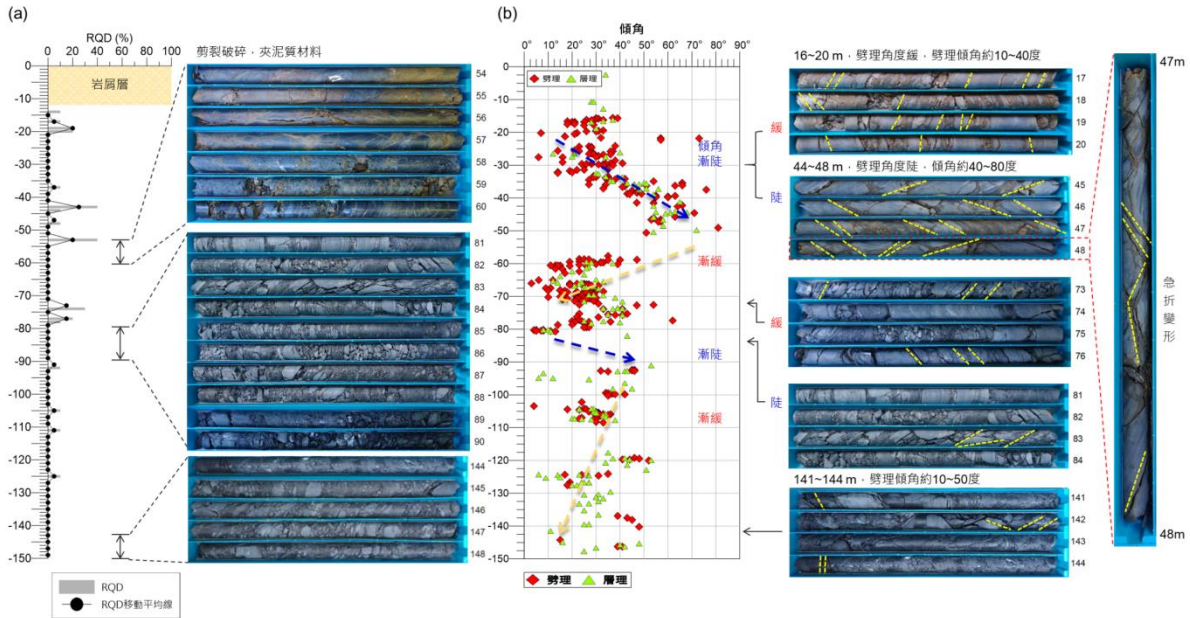 (a)
RQD (%)
0 20 40 60 80 100
0
-10
-20
-30
-40
-50
-60
-70
-80
-90
-100
-110
-120
-130
-140
-150
岩屑層
RQD
RQD移動平均線
剪裂破碎，夾泥質材料
54
55
56
57
58
59
60
81
82
83
84
85
86
87
88
89
90
144
145
146
147
148
(b)
傾角
0° 10° 20° 30° 40° 50° 60° 70° 80° 90°
劈理 層理
0
-10
-20
-30
-40
-50
-60
-70
-80
-90
-100
-110
-120
-130
-140
-150
傾角
漸陡
漸緩
漸陡
漸緩
劈理 層理
緩
陡
緩
陡
16~20 m，劈理角度緩，劈理傾角約10~40度
17
18
19
20
44~48 m，劈理角度陡，傾角約40~80度
45
46
47
48
73
74
75
76
81
82
83
84
141~144 m，劈理傾角約10~50度
141
142
143
144
47m
急折變形
48m